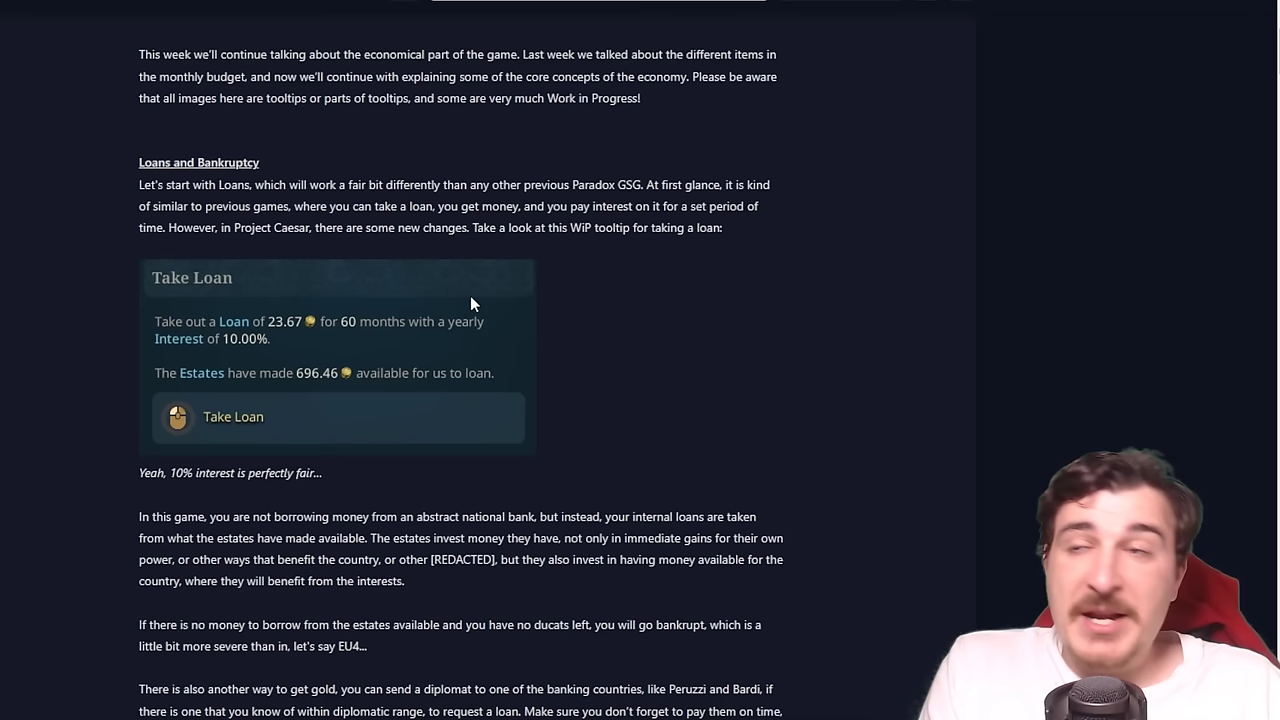 This week we'll continue talking about the economical part of the game. Last week we talked about the different items in
the monthly budget, and now we'll continue with explaining some of the core concepts of the economy. Please be aware
that all images here are tooltips or parts of tooltips, and some are very much Work in Progress!
Loans and Bankruptcy
Let's start with Loans, which will work a fair bit differently than any other previous Paradox GSG. At first glance, it is kind
of similar to previous games, where you can take a loan, you get money, and you pay interest on it for a set period of
time. However, in Project Caesar, there are some new changes. Take a look at this WiP tooltip for taking a loan:
Take Loan
Take out a Loan of 23.67 for 60 months with a yearly
Interest of 10.00%.
The Estates have made 696.46 available for us to loan.
Take Loan
Yeah, 10% interest is perfectly fair...
In this game, you are not borrowing money from an abstract national bank, but instead, your internal loans are taken
from what the estates have made available. The estates invest money they have, not only in immediate gains for their own
power, or other ways that benefit the country, or other [REDACTED], but they also invest in having money available for the
country, where they will benefit from the interests.
If there is no money to borrow from the estates available and you have no ducats left, you will go bankrupt, which is a
little bit more severe than in, let's say EU4...
There is also another way to get gold, you can send a diplomat to one of the banking countries, like Peruzzi and Bardi, if
there is one that you know of within diplomatic range, to request a loan. Make sure you don't forget to pay them on time,